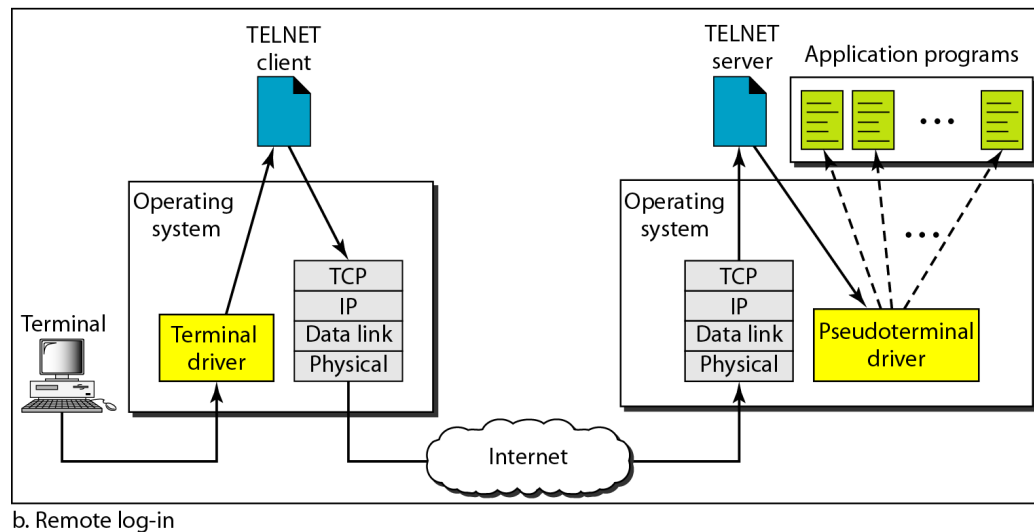 TELNET
client
TELNET
server
Application programs
Operating
system
TCP
IP
Data link
Physical
Terminal
Terminal
driver
Operating
system
TCP
IP
Data link
Physical
Pseudoterminal
driver
Internet
b. Remote log-in